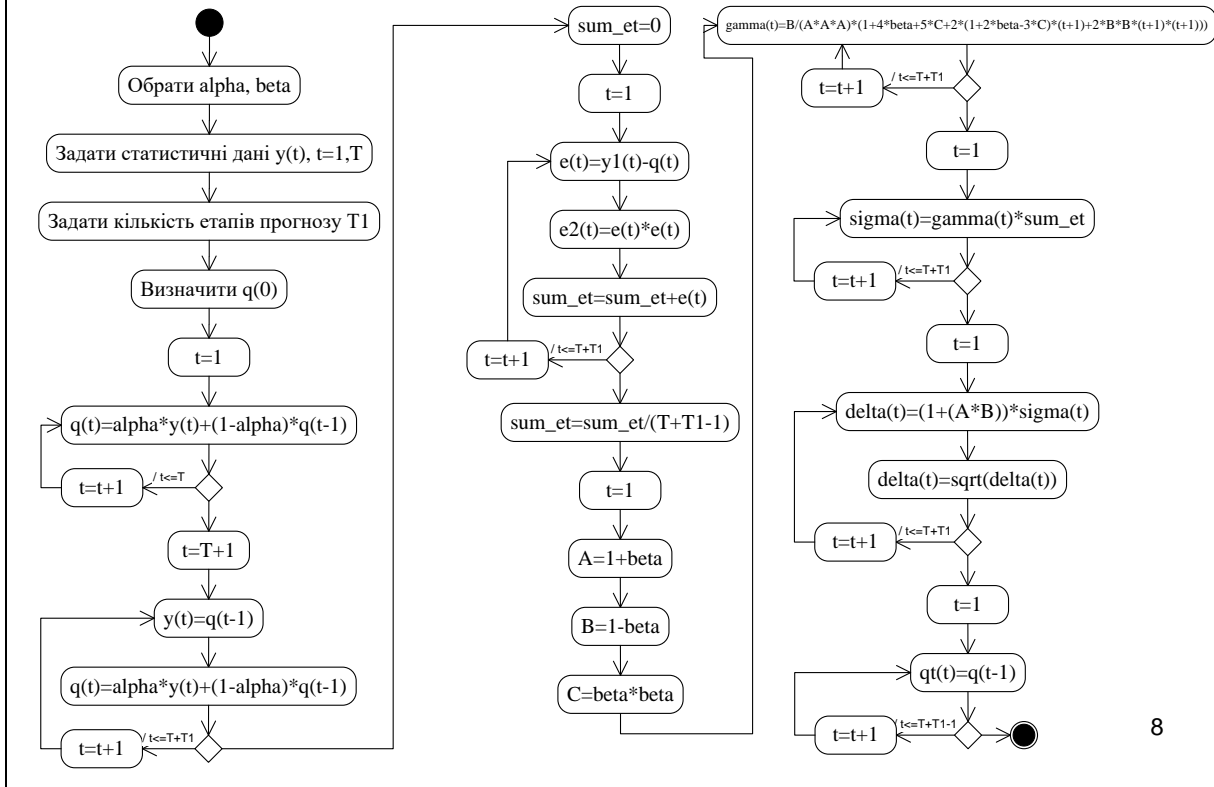 Обрати alpha, beta
Задати статистичні дані y(t), t=1,T
Задати кількість етапів прогнозу T1
Визначити q(0)
t=1
q(t)=alpha*y(t)+(1-alpha)*q(t-1)
/ t<=T
t=t+1
t=T+1
y(t)=q(t-1)
q(t)=alpha*y(t)+(1-alpha)*q(t-1)
/ t<=T+T1
t=t+1
sum_et=0
t=1
e(t)=y1(t)-q(t)
e2(t)=e(t)*e(t)
sum_et=sum_et+e(t)
/ t<=T+T1
t=t+1
sum_et=sum_et/(T+T1-1)
t=1
A=1+beta
B=1-beta
C=beta*beta
gamma(t)=B/(A*A*A)*(1+4*beta+5*C+2*(1+2*beta-3*C)*(t+1)+2*B*B*(t+1)*(t+1)))
/ t<=T+T1
t=t+1
t=1
sigma(t)=gamma(t)*sum_et
/ t<=T+T1
t=t+1
t=1
delta(t)=(1+(A*B))*sigma(t)
delta(t)=sqrt(delta(t))
/ t<=T+T1
t=t+1
t=1
qt(t)=q(t-1)
/ t<=T+T1-1
t=t+1
8